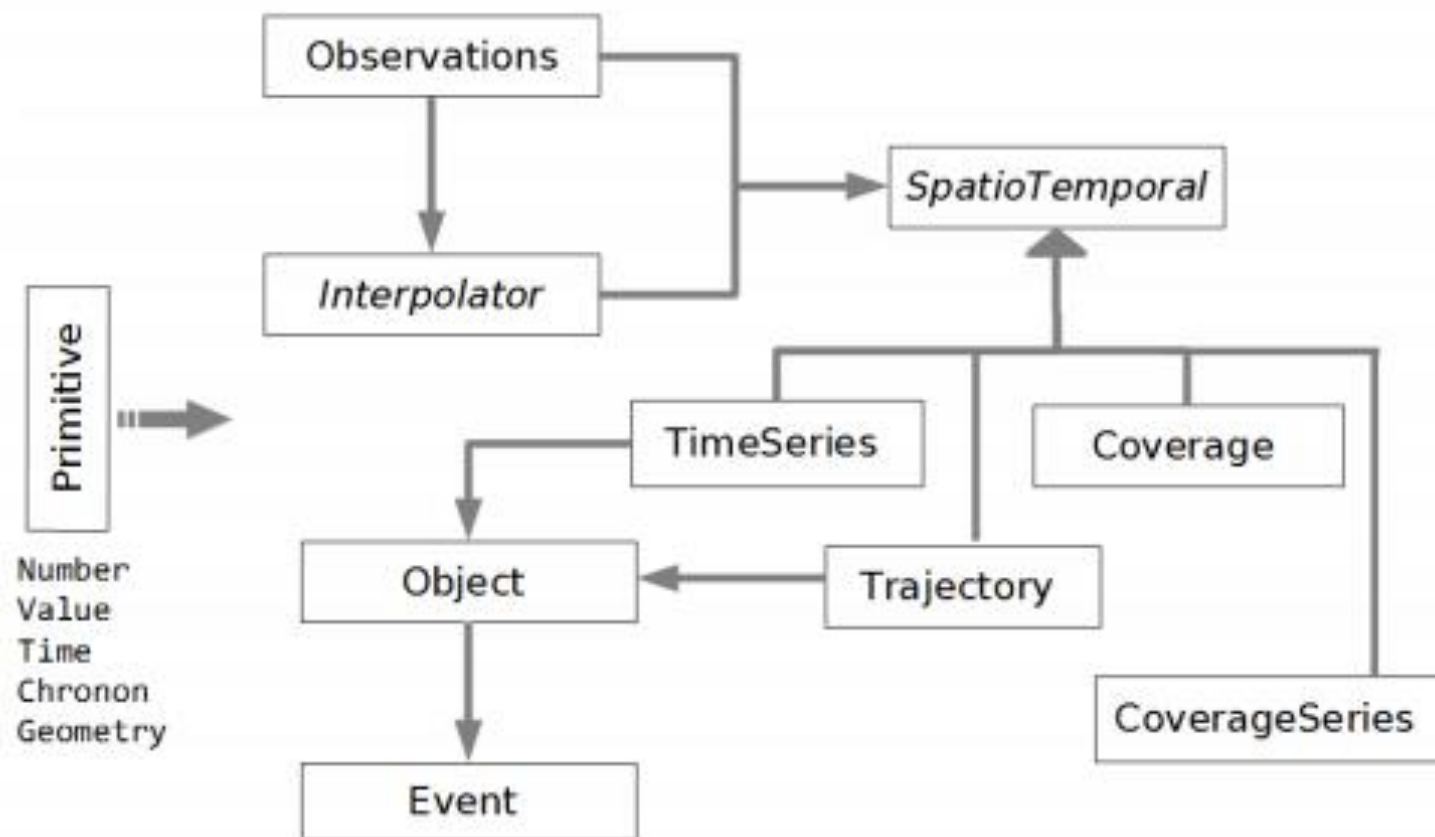 Observations
SpatioTemporal
Interpolator
Primitive
TimeSeries
Coverage
Object
Trajectory
Number
Value
Time
Chronon
Geometry
CoverageSeries
Event